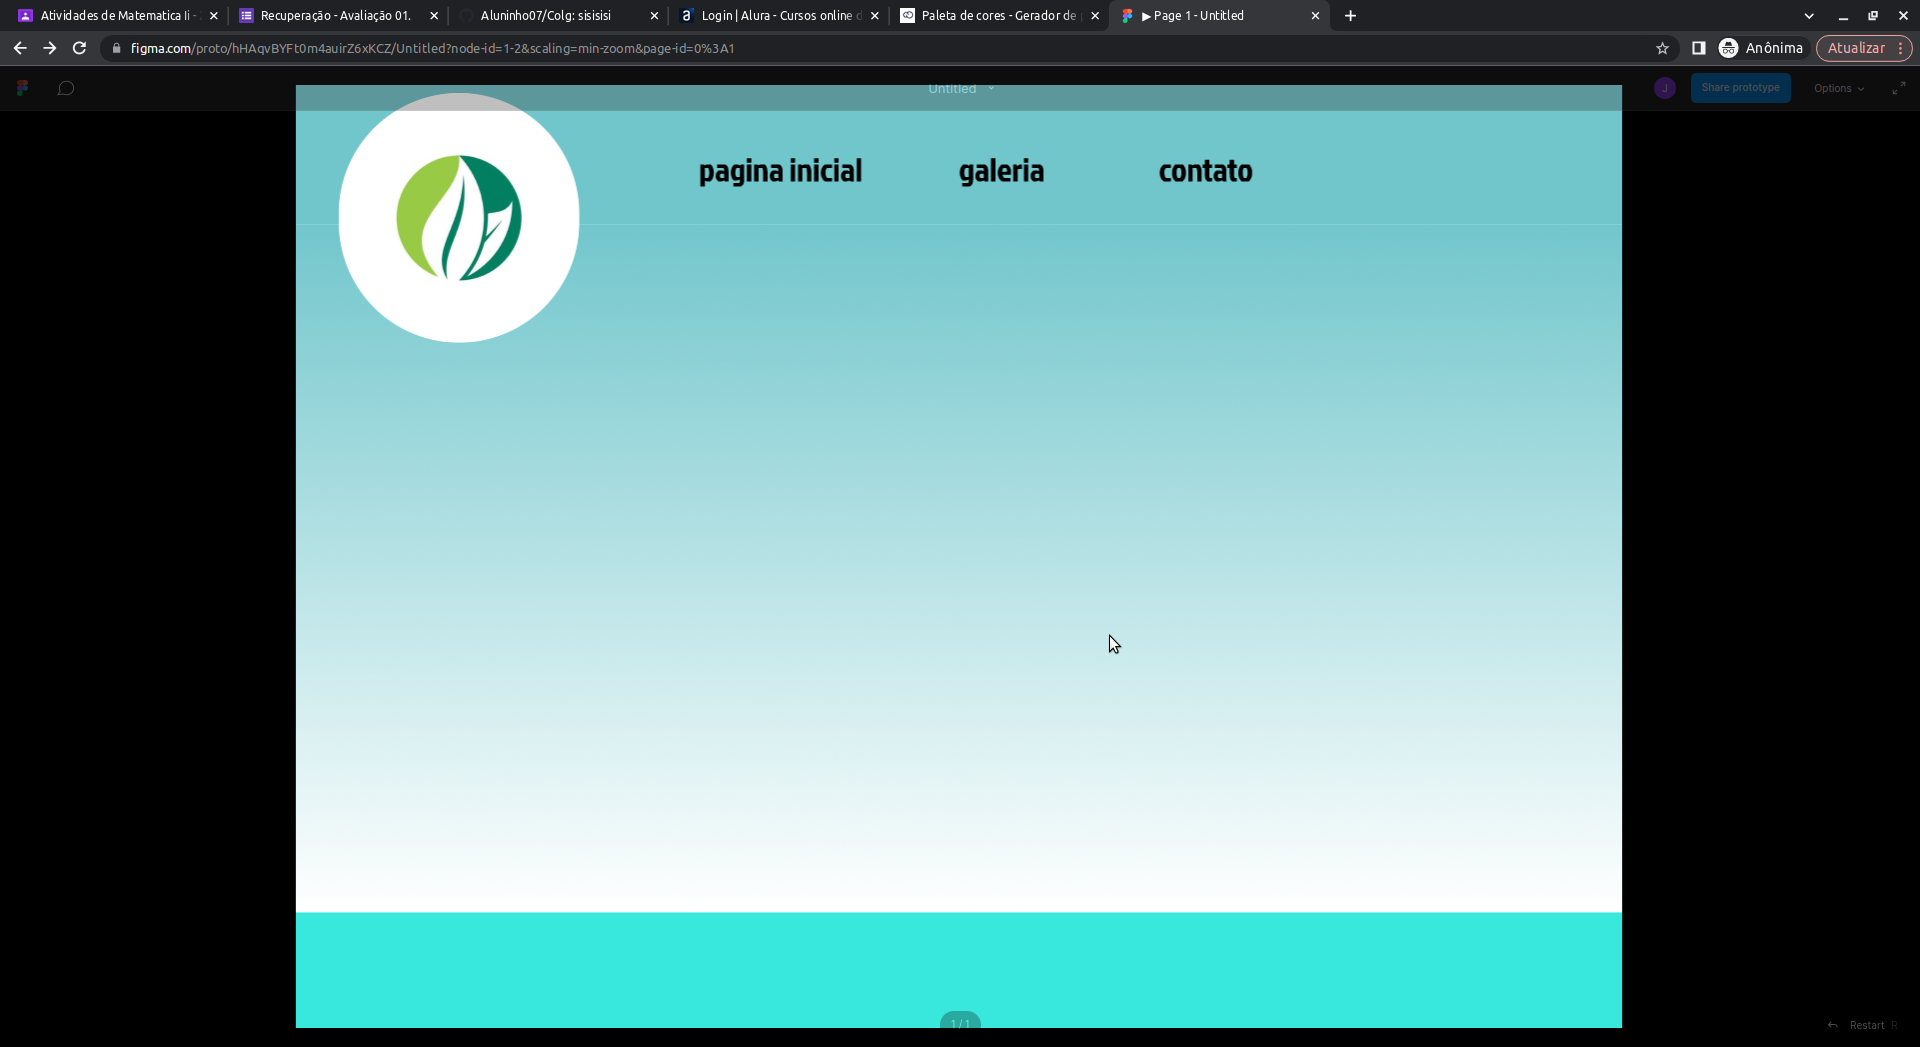 Atividades de Matematica Ii -
Recuperação - Avaliação 01.
Aluninho07/Colg: sisisisi
Login | Alura - Cursos online d
Paleta de cores - Gerador de
▶ Page 1 - Untitled
figma.com/proto/hHAqvBYFt0m4auirZ6xKCZ/Untitled?node-id=1-2&scaling=min-zoom&page-id=0%3A1
Anônima
Atualizar
Untitled
J
Share prototype
Options
pagina inicial
galeria
contato
1 / 1
Restart R